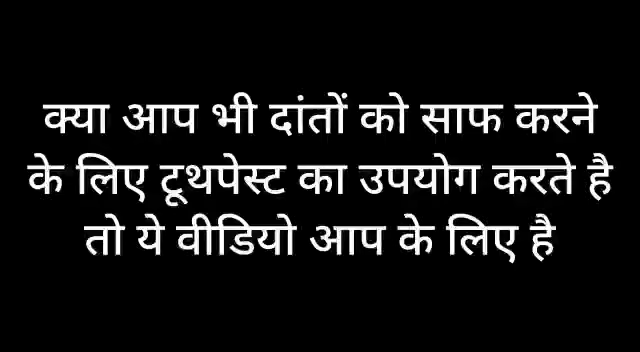 क्या आप भी दांतों को साफ करने
के लिए टूथपेस्ट का उपयोग करते है
तो ये वीडियो आप के लिए है